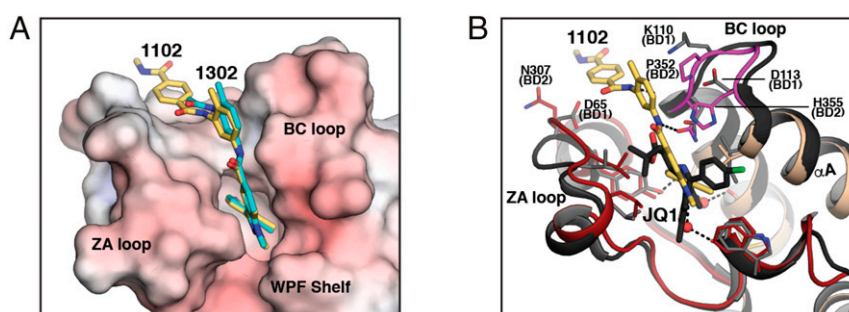 A
1102
1302
BC loop
ZA loop
WPF Shelf
B
1102
K110
(BD1)
BC loop
P352
(BD2)
N307
(BD2)
D113
(BD1)
D65
(BD1)
H355
(BD2)
αA
ZA loop
JQ1